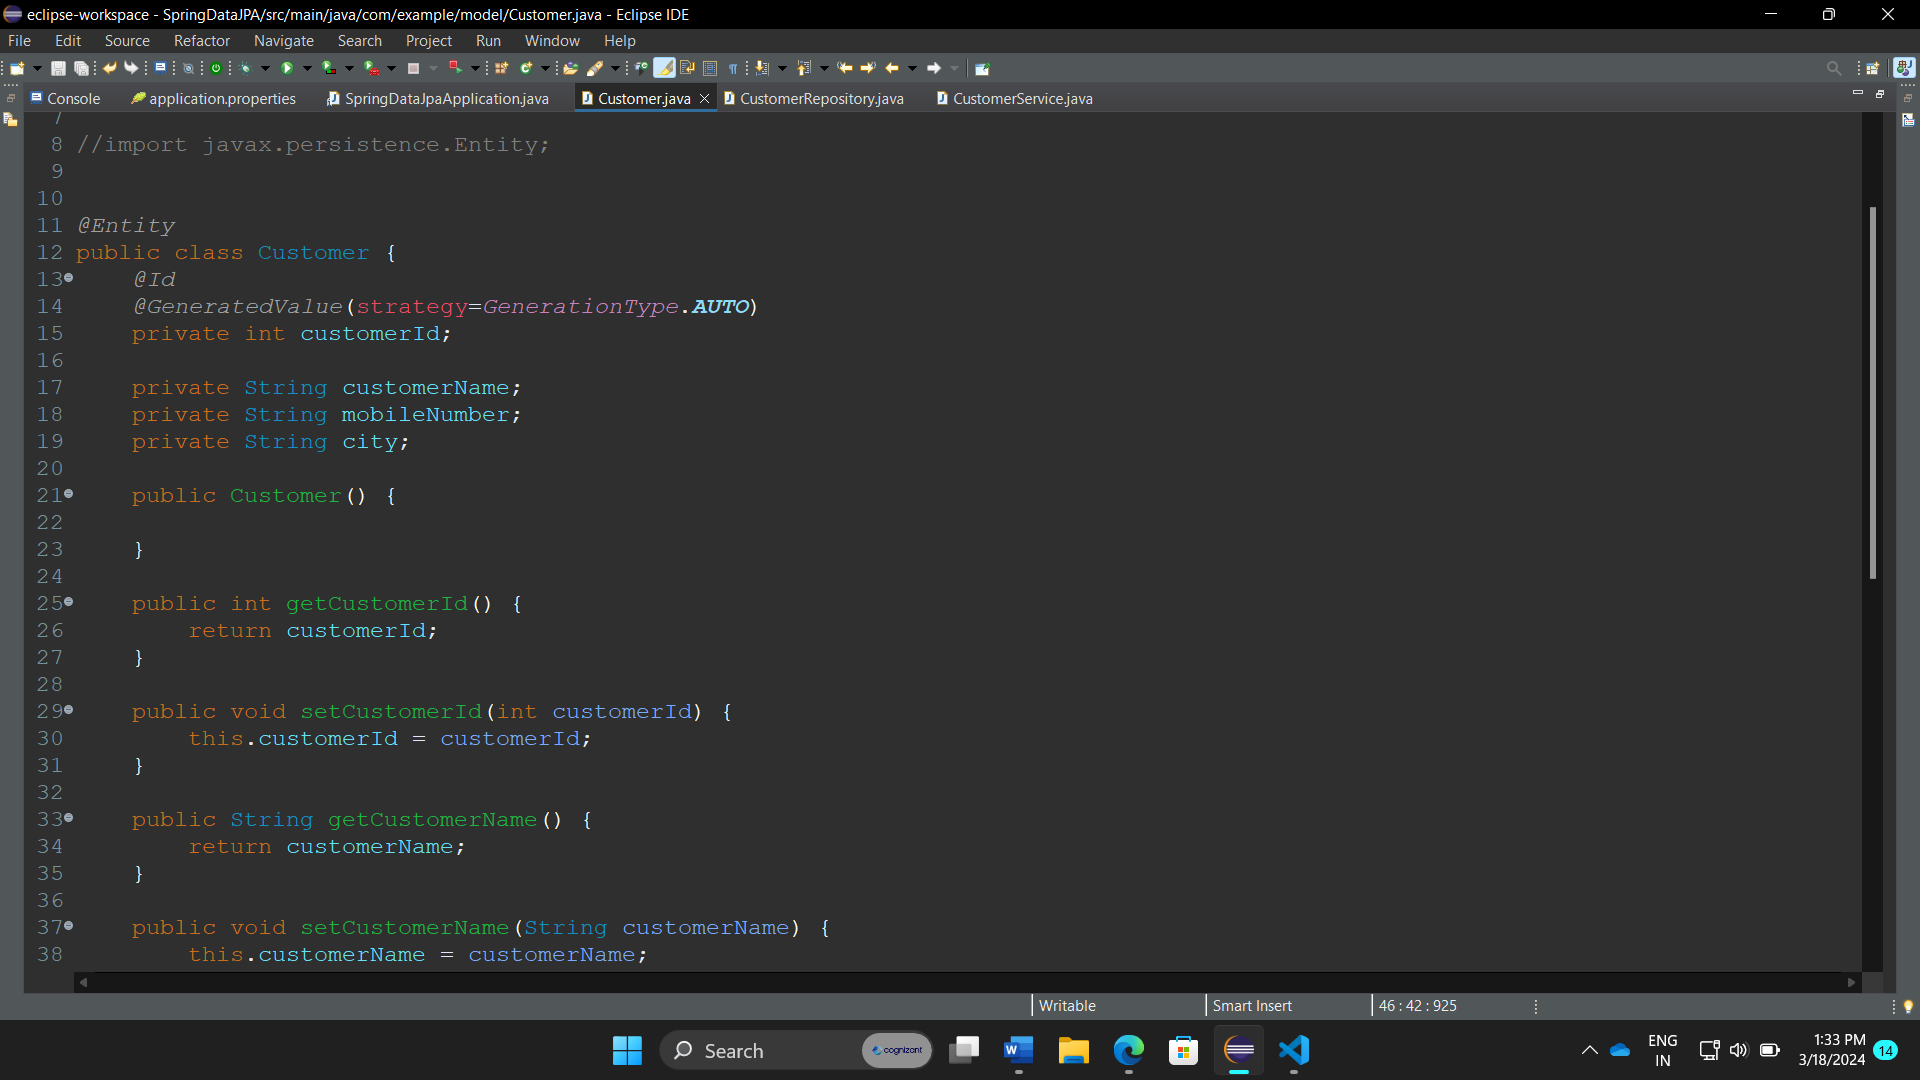 eclipse-workspace - SpringDataJPA/src/main/java/com/example/model/Customer.java - Eclipse IDE
File Edit Source Refactor Navigate Search Project Run Window Help
Console application.properties SpringDataJpaApplication.java Customer.java CustomerRepository.java CustomerService.java
7
8 //import javax.persistence.Entity;
9
10
11 @Entity
12 public class Customer {
13 @Id
14 @GeneratedValue(strategy=GenerationType.AUTO)
15 private int customerId;
16
17 private String customerName;
18 private String mobileNumber;
19 private String city;
20
21 public Customer() {
22
23 }
24
25 public int getCustomerId() {
26 return customerId;
27 }
28
29 public void setCustomerId(int customerId) {
30 this.customerId = customerId;
31 }
32
33 public String getCustomerName() {
34 return customerName;
35 }
36
37 public void setCustomerName(String customerName) {
38 this.customerName = customerName;
Writable Smart Insert 46 : 42 : 925
Search cognizant ENG 1:33 PM
IN 3/18/2024 14